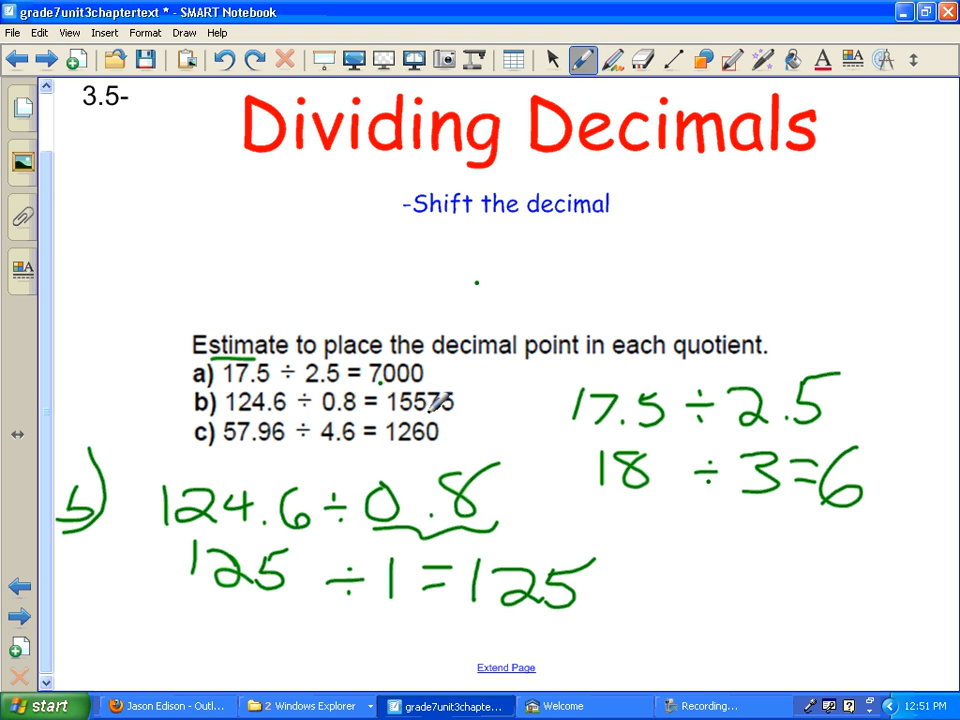 grade7unit3chaptertext * - SMART Notebook
File Edit View Insert Format Draw Help
3.5-
Dividing Decimals
-Shift the decimal
Estimate to place the decimal point in each quotient.
a) 17.5 ÷ 2.5 = 7.000
b) 124.6 ÷ 0.8 = 15575
c) 57.96 ÷ 4.6 = 1260
17.5 ÷ 2.5
18 ÷ 3 = 6
b) 124.6 ÷ 0.8
125 ÷ 1 = 125
Extend Page
start Jason Edison - Outl... 2 Windows Explorer grade7unit3chapte... Welcome Recording... 12:51 PM